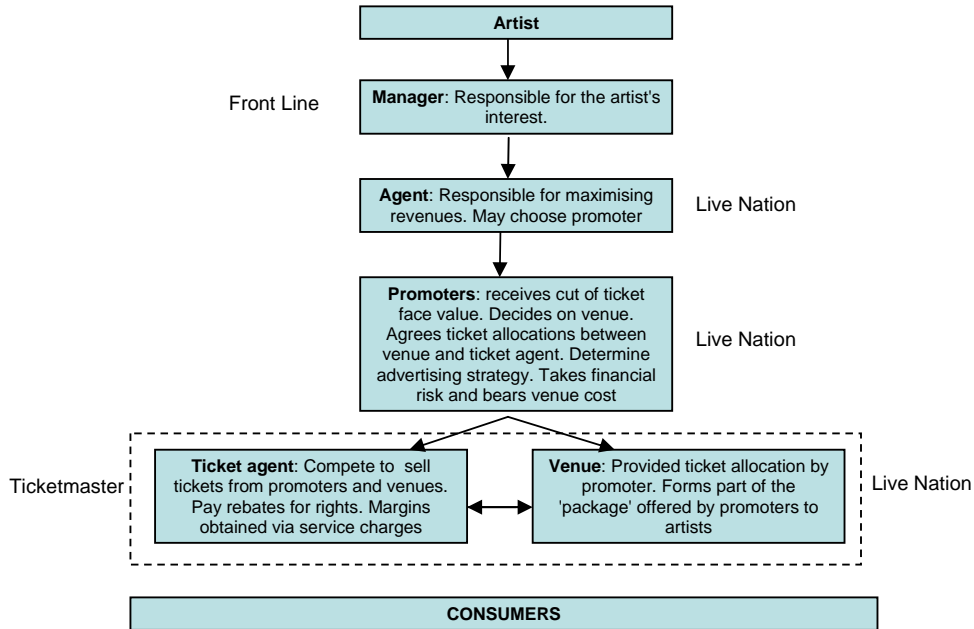 Artist
Front Line
Manager: Responsible for the artist's
interest.
Agent: Responsible for maximising
revenues. May choose promoter
Live Nation
Promoters: receives cut of ticket
face value. Decides on venue.
Agrees ticket allocations between
venue and ticket agent. Determine
advertising strategy. Takes financial
risk and bears venue cost
Live Nation
Ticketmaster
Ticket agent: Compete to sell
tickets from promoters and venues.
Pay rebates for rights. Margins
obtained via service charges
Venue: Provided ticket allocation by
promoter. Forms part of the
'package' offered by promoters to
artists
Live Nation
CONSUMERS